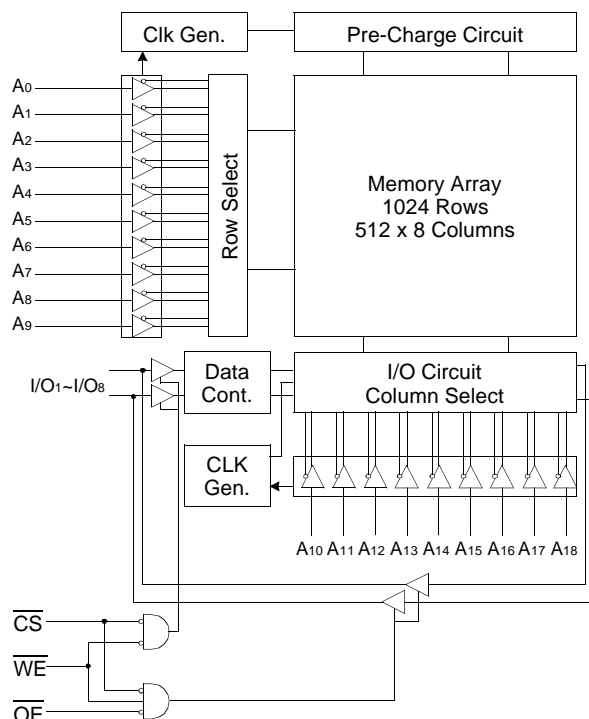 Clk Gen.
Pre-Charge Circuit
A0
A1
A2
A3
A4
A5
A6
A7
A8
A9
Row Select
Memory Array
1024 Rows
512 x 8 Columns
I/O1~I/O8
Data
Cont.
I/O Circuit
Column Select
CLK
Gen.
A10 A11 A12 A13 A14 A15 A16 A17 A18
CS
WE
OE